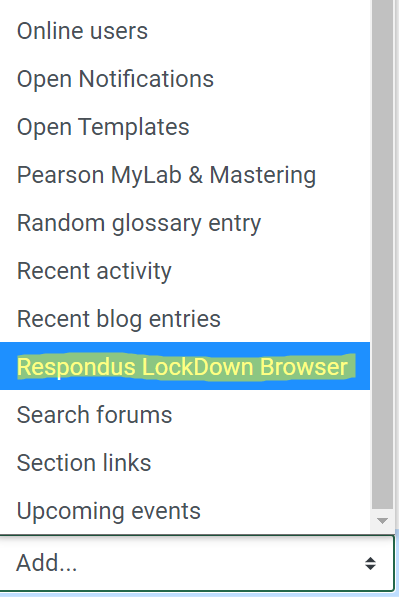 Online users
Open Notifications
Open Templates
Pearson MyLab & Mastering
Random glossary entry
Recent activity
Recent blog entries
Respondus LockDown Browser
Search forums
Section links
Upcoming events
Add...